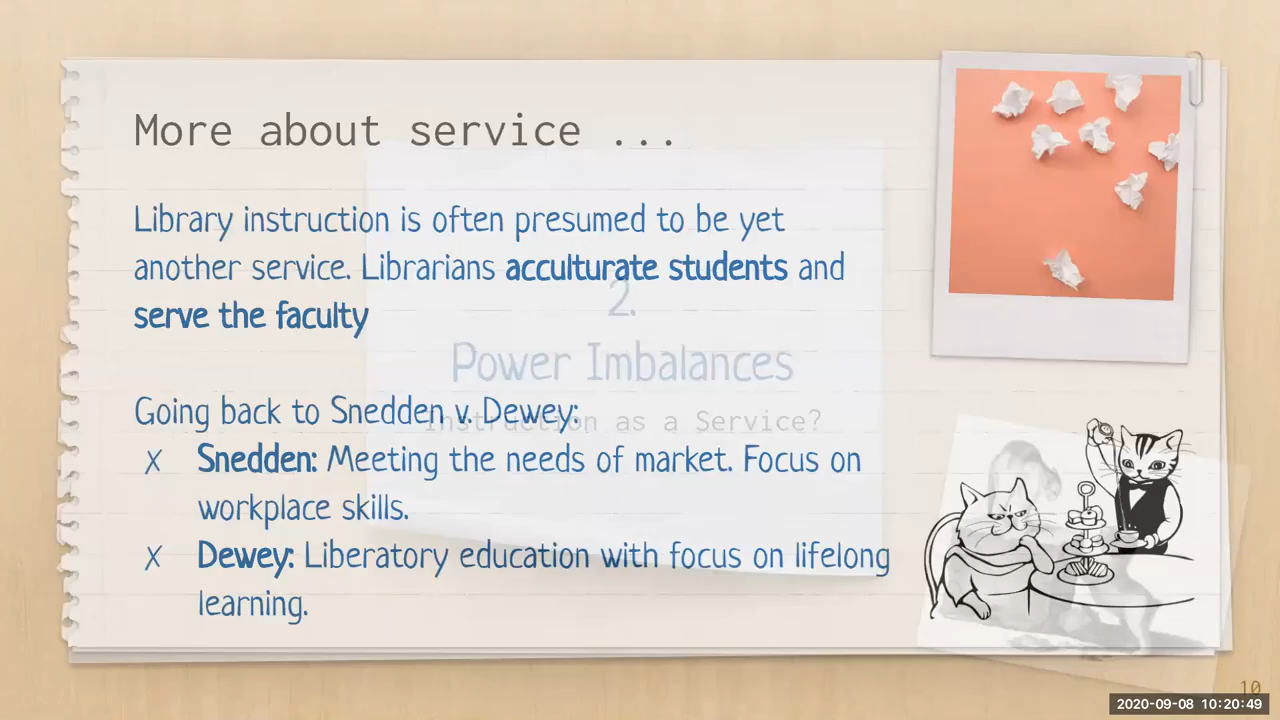 More about service ...
Library instruction is often presumed to be yet
another service. Librarians acculturate students and
serve the faculty
2.
Power Imbalances
Going back to Snedden v. Dewey:
Instruction as a Service?
X Snedden: Meeting the needs of market. Focus on
workplace skills.
X Dewey: Liberatory education with focus on lifelong
learning.
10
2020-09-08 10:20:49